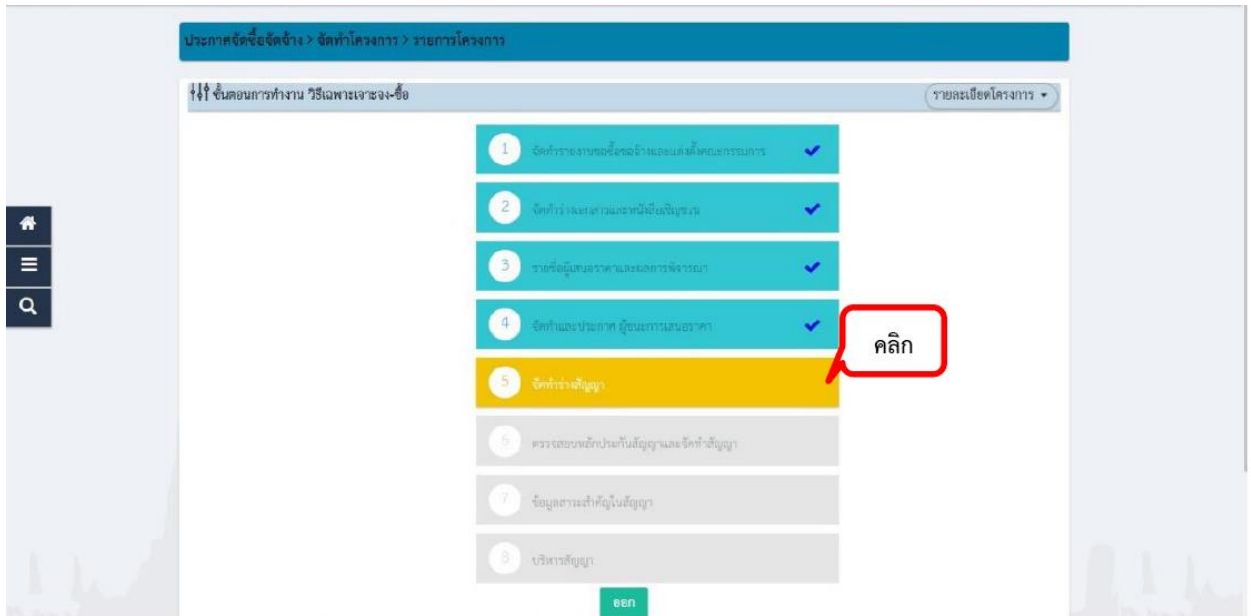 ประกาศจัดซื้อจัดจ้าง > จัดทำโครงการ > รายการโครงการ
ขั้นตอนการทำงาน วิธีเฉพาะเจาะจง-ซื้อ
รายละเอียดโครงการ
1 จัดทำรายงานขอซื้อขอจ้างและแต่งตั้งคณะกรรมการ
2 จัดทำร่างเอกสารและหนังสือเชิญชวน
3 รายชื่อผู้เสนอราคาและผลการพิจารณา
4 จัดทำและประกาศ ผู้ชนะการเสนอราคา
คลิก
5 จัดทำร่างสัญญา
6 ตรวจสอบหลักประกันสัญญาและจัดทำสัญญา
7 ข้อมูลสาระสำคัญในสัญญา
8 บริหารสัญญา
ออก